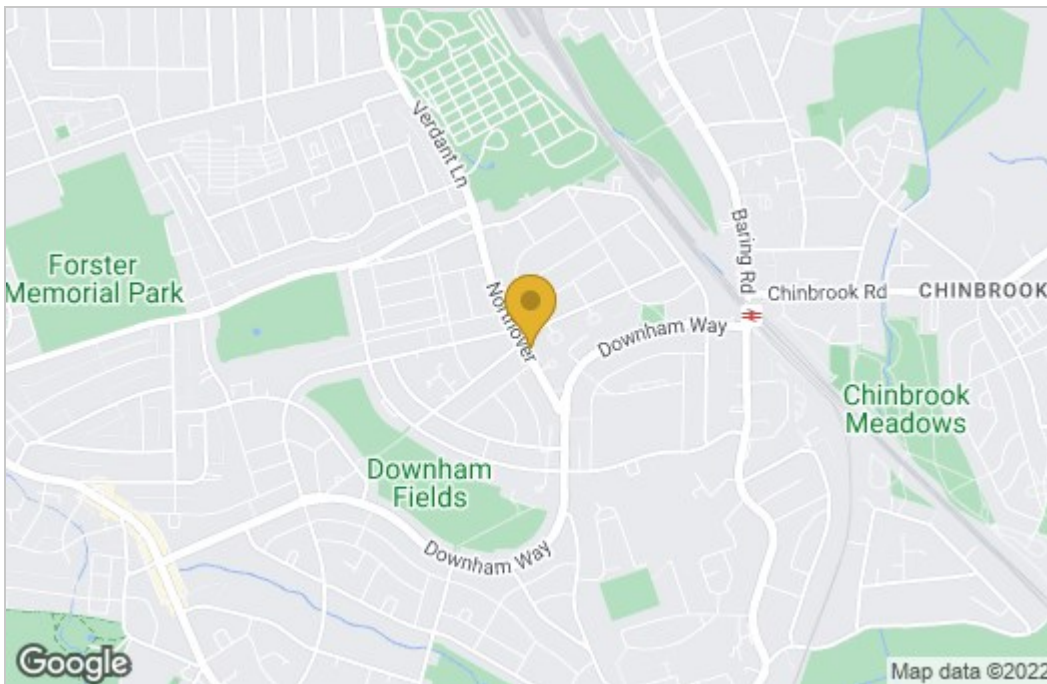 Verdant Ln
Baring Rd
Forster
Memorial Park
Northover
Chinbrook Rd
CHINBROOK
Downham Way
Chinbrook
Meadows
Downham
Fields
Downham Way
Google
Map data ©2022